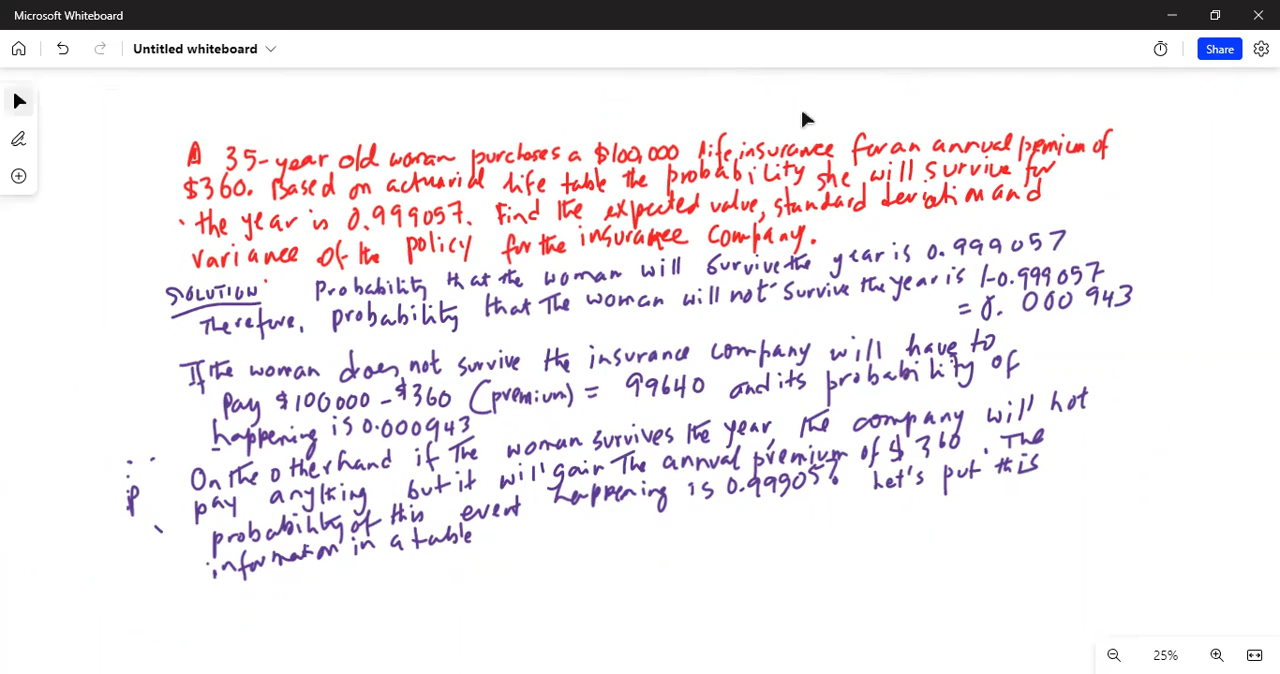 Microsoft Whiteboard
Untitled whiteboard
Share
A 35-year old woman purchases a $100,000 life insurance for an annual premium of
$360. Based on actuarial life table the probability she will survive for
the year is 0.999057. Find the expected value, standard deviation and
variance of the policy for the insurance company.
SOLUTION: Probability that the woman will survive the year is 0.999057
Therefore, probability that the woman will not survive the year is 1-0.999057
= 0.000943
If the woman does not survive the insurance company will have to
pay $100000 - $360 (premium) = 99640 and its probability of
happening is 0.000943
On the otherhand if the woman survives the year, the company will not
pay anything but it will gain the annual premium of $360. The
probability of this event happening is 0.999057 Let's put this
information in a table
25%